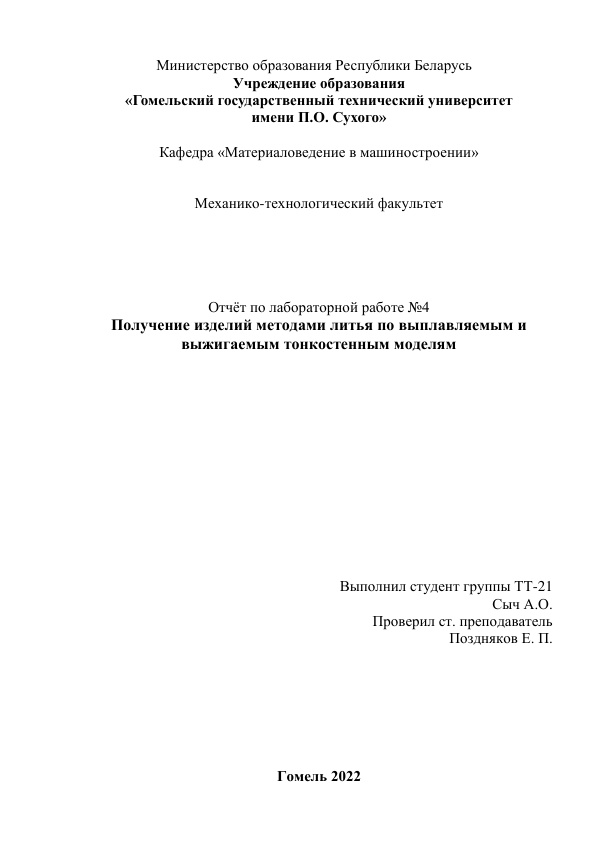 Министерство образования Республики Беларусь
Учреждение образования
«Гомельский государственный технический университет
имени П.О. Сухого»
Кафедра «Материаловедение в машиностроении»
Механико-технологический факультет
Отчёт по лабораторной работе №4
Получение изделий методами литья по выплавляемым и
выжигаемым тонкостенным моделям
Выполнил студент группы ТТ-21
Сыч А.О.
Проверил ст. преподаватель
Поздняков Е. П.
Гомель 2022